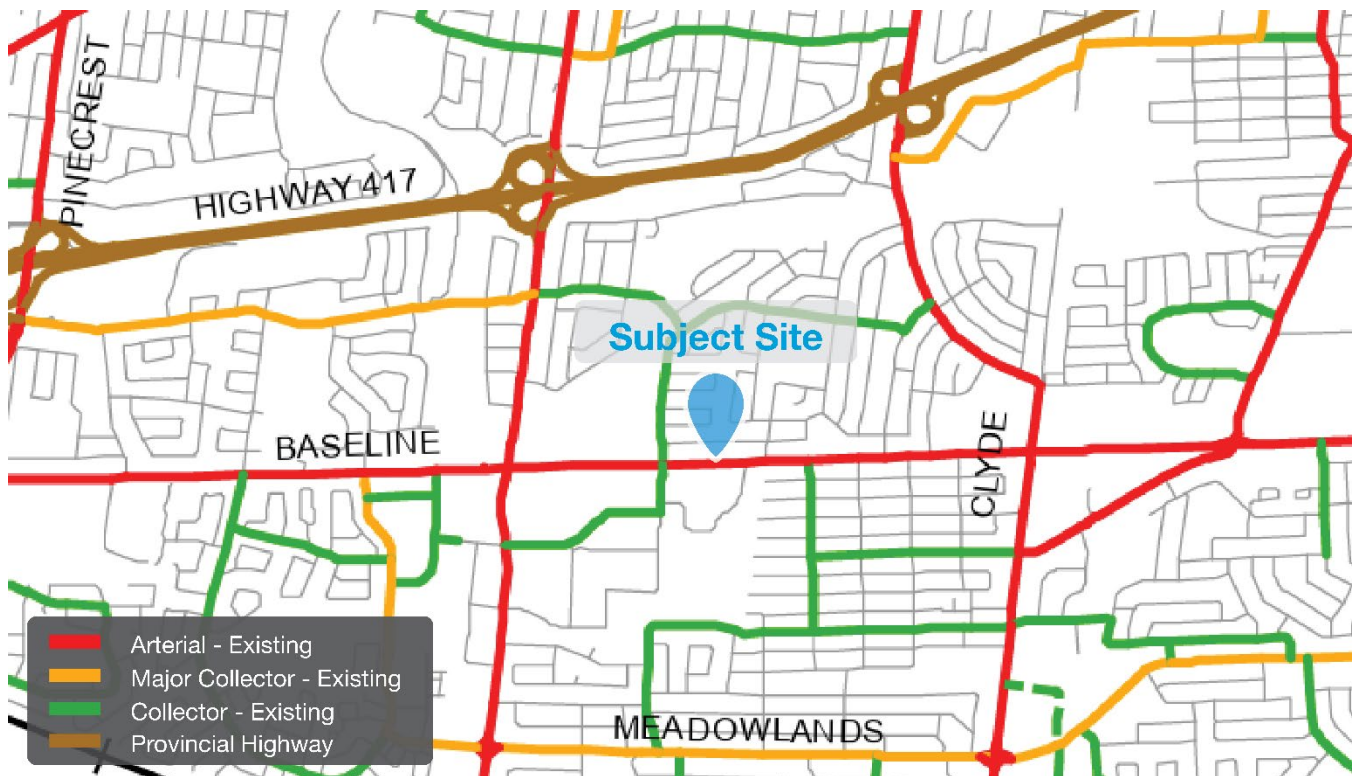 PINECREST
HIGHWAY 417
Subject Site
BASELINE
CLYDE
Arterial - Existing
Major Collector - Existing
Collector - Existing
Provincial Highway
MEADOWLANDS